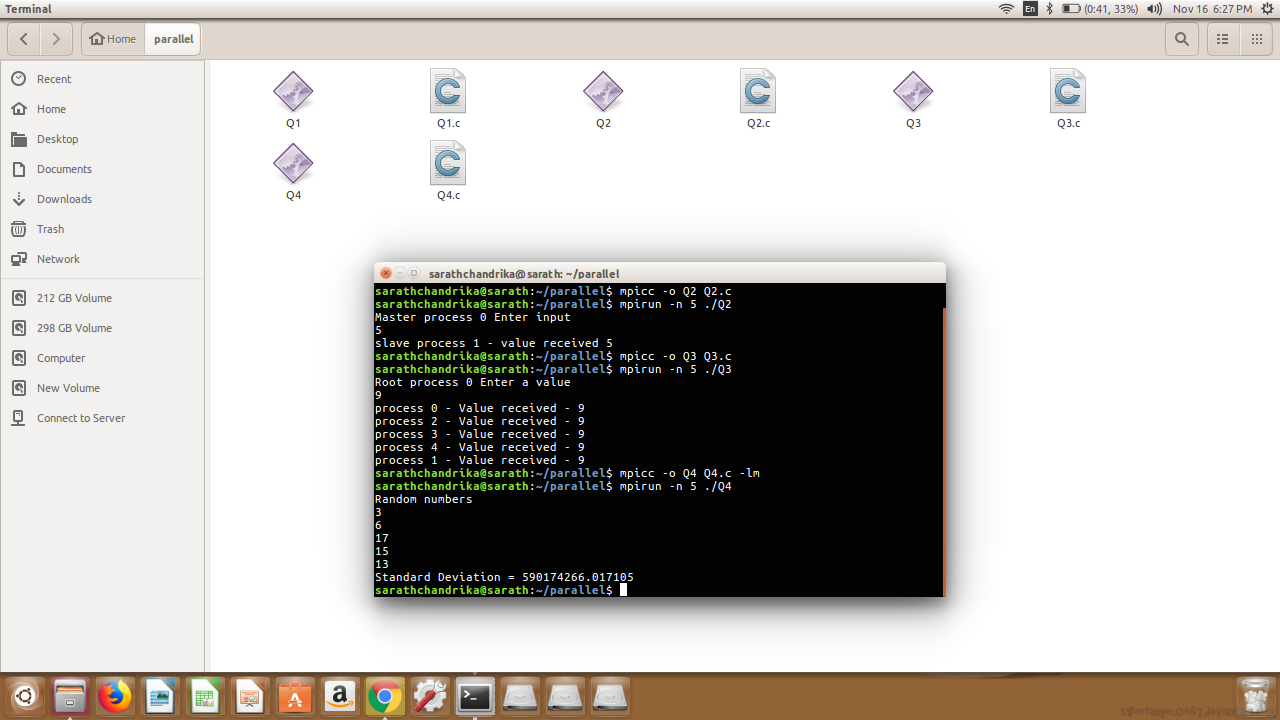 Terminal
En
(0:41, 33%)
Nov 16 6:27 PM
Home
parallel
Recent
Home
Desktop
Documents
Downloads
Trash
Network
212 GB Volume
298 GB Volume
Computer
New Volume
Connect to Server
Q1
Q1.c
Q2
Q2.c
Q3
Q3.c
Q4
Q4.c
sarathchandrika@sarath: ~/parallel
sarathchandrika@sarath:~/parallel$ mpicc -o Q2 Q2.c
sarathchandrika@sarath:~/parallel$ mpirun -n 5 ./Q2
Master process 0 Enter input
5
slave process 1 - value received 5
sarathchandrika@sarath:~/parallel$ mpicc -o Q3 Q3.c
sarathchandrika@sarath:~/parallel$ mpirun -n 5 ./Q3
Root process 0 Enter a value
9
process 0 - Value received - 9
process 2 - Value received - 9
process 3 - Value received - 9
process 4 - Value received - 9
process 1 - Value received - 9
sarathchandrika@sarath:~/parallel$ mpicc -o Q4 Q4.c -lm
sarathchandrika@sarath:~/parallel$ mpirun -n 5 ./Q4
Random numbers
3
6
17
15
13
Standard Deviation = 590174266.017105
sarathchandrika@sarath:~/parallel$